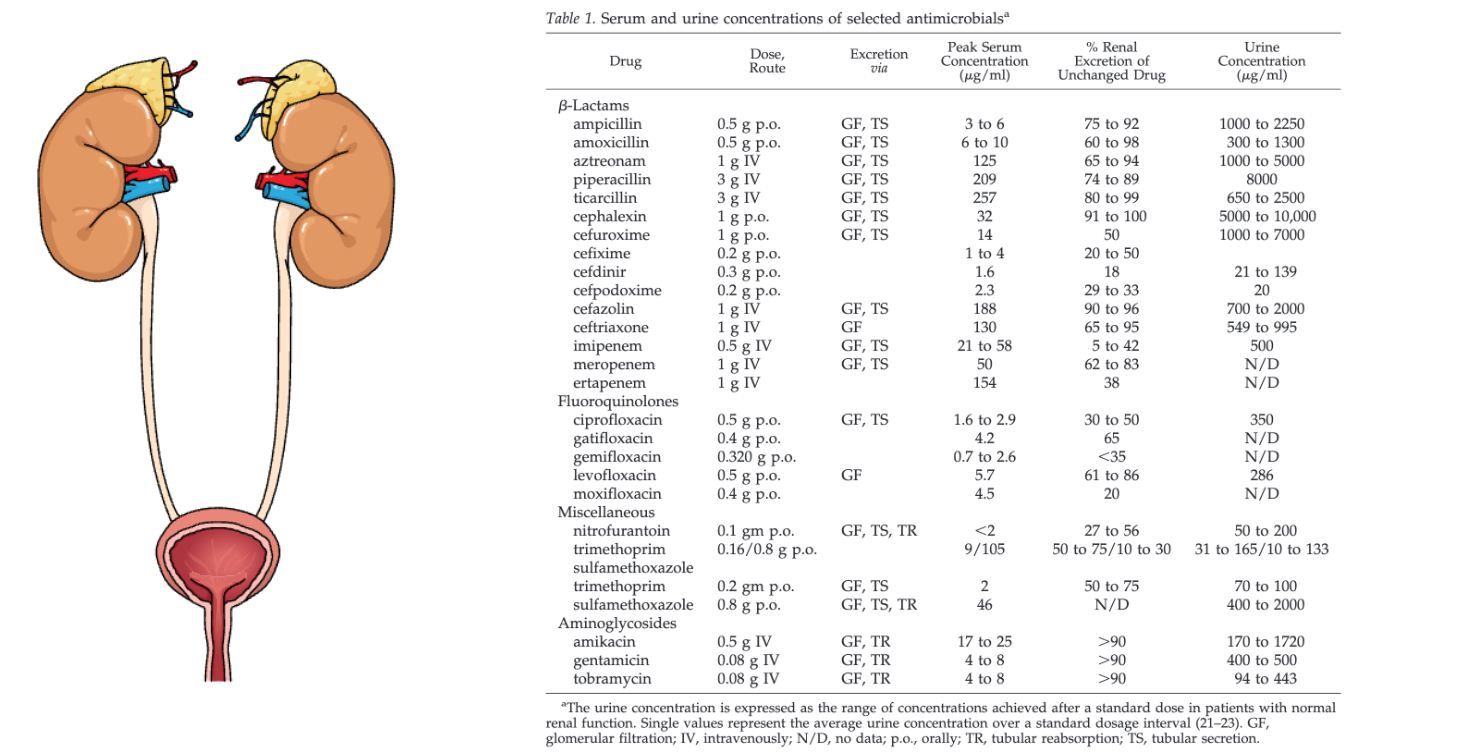 Table 1. Serum and urine concentrations of selected antimicrobialsᵃ
Drug Dose, Route Excretion via Peak Serum Concentration (μg/ml) % Renal Excretion of Unchanged Drug Urine Concentration (μg/ml)
β-Lactams
ampicillin 0.5 g p.o. GF, TS 3 to 6 75 to 92 1000 to 2250
amoxicillin 0.5 g p.o. GF, TS 6 to 10 60 to 98 300 to 1300
aztreonam 1 g IV GF, TS 125 65 to 94 1000 to 5000
piperacillin 3 g IV GF, TS 209 74 to 89 8000
ticarcillin 3 g IV GF, TS 257 80 to 99 650 to 2500
cephalexin 1 g p.o. GF, TS 32 91 to 100 5000 to 10,000
cefuroxime 1 g p.o. GF, TS 14 50 1000 to 7000
cefixime 0.2 g p.o. 1 to 4 20 to 50
cefdinir 0.3 g p.o. 1.6 18 21 to 139
cefpodoxime 0.2 g p.o. 2.3 29 to 33 20
cefazolin 1 g IV GF, TS 188 90 to 96 700 to 2000
ceftriaxone 1 g IV GF 130 65 to 95 549 to 995
imipenem 0.5 g IV GF, TS 21 to 58 5 to 42 500
meropenem 1 g IV GF, TS 50 62 to 83 N/D
ertapenem 1 g IV 154 38 N/D
Fluoroquinolones
ciprofloxacin 0.5 g p.o. GF, TS 1.6 to 2.9 30 to 50 350
gatifloxacin 0.4 g p.o. 4.2 65 N/D
gemifloxacin 0.320 g p.o. 0.7 to 2.6 <35 N/D
levofloxacin 0.5 g p.o. GF 5.7 61 to 86 286
moxifloxacin 0.4 g p.o. 4.5 20 N/D
Miscellaneous
nitrofurantoin 0.1 gm p.o. GF, TS, TR <2 27 to 56 50 to 200
trimethoprim 0.16/0.8 g p.o. 9/105 50 to 75/10 to 30 31 to 165/10 to 133
sulfamethoxazole
trimethoprim 0.2 gm p.o. GF, TS 2 50 to 75 70 to 100
sulfamethoxazole 0.8 g p.o. GF, TS, TR 46 N/D 400 to 2000
Aminoglycosides
amikacin 0.5 g IV GF, TR 17 to 25 >90 170 to 1720
gentamicin 0.08 g IV GF, TR 4 to 8 >90 400 to 500
tobramycin 0.08 g IV GF, TR 4 to 8 >90 94 to 443
ᵃThe urine concentration is expressed as the range of concentrations achieved after a standard dose in patients with normal
renal function. Single values represent the average urine concentration over a standard dosage interval (21–23). GF,
glomerular filtration; IV, intravenously; N/D, no data; p.o., orally; TR, tubular reabsorption; TS, tubular secretion.